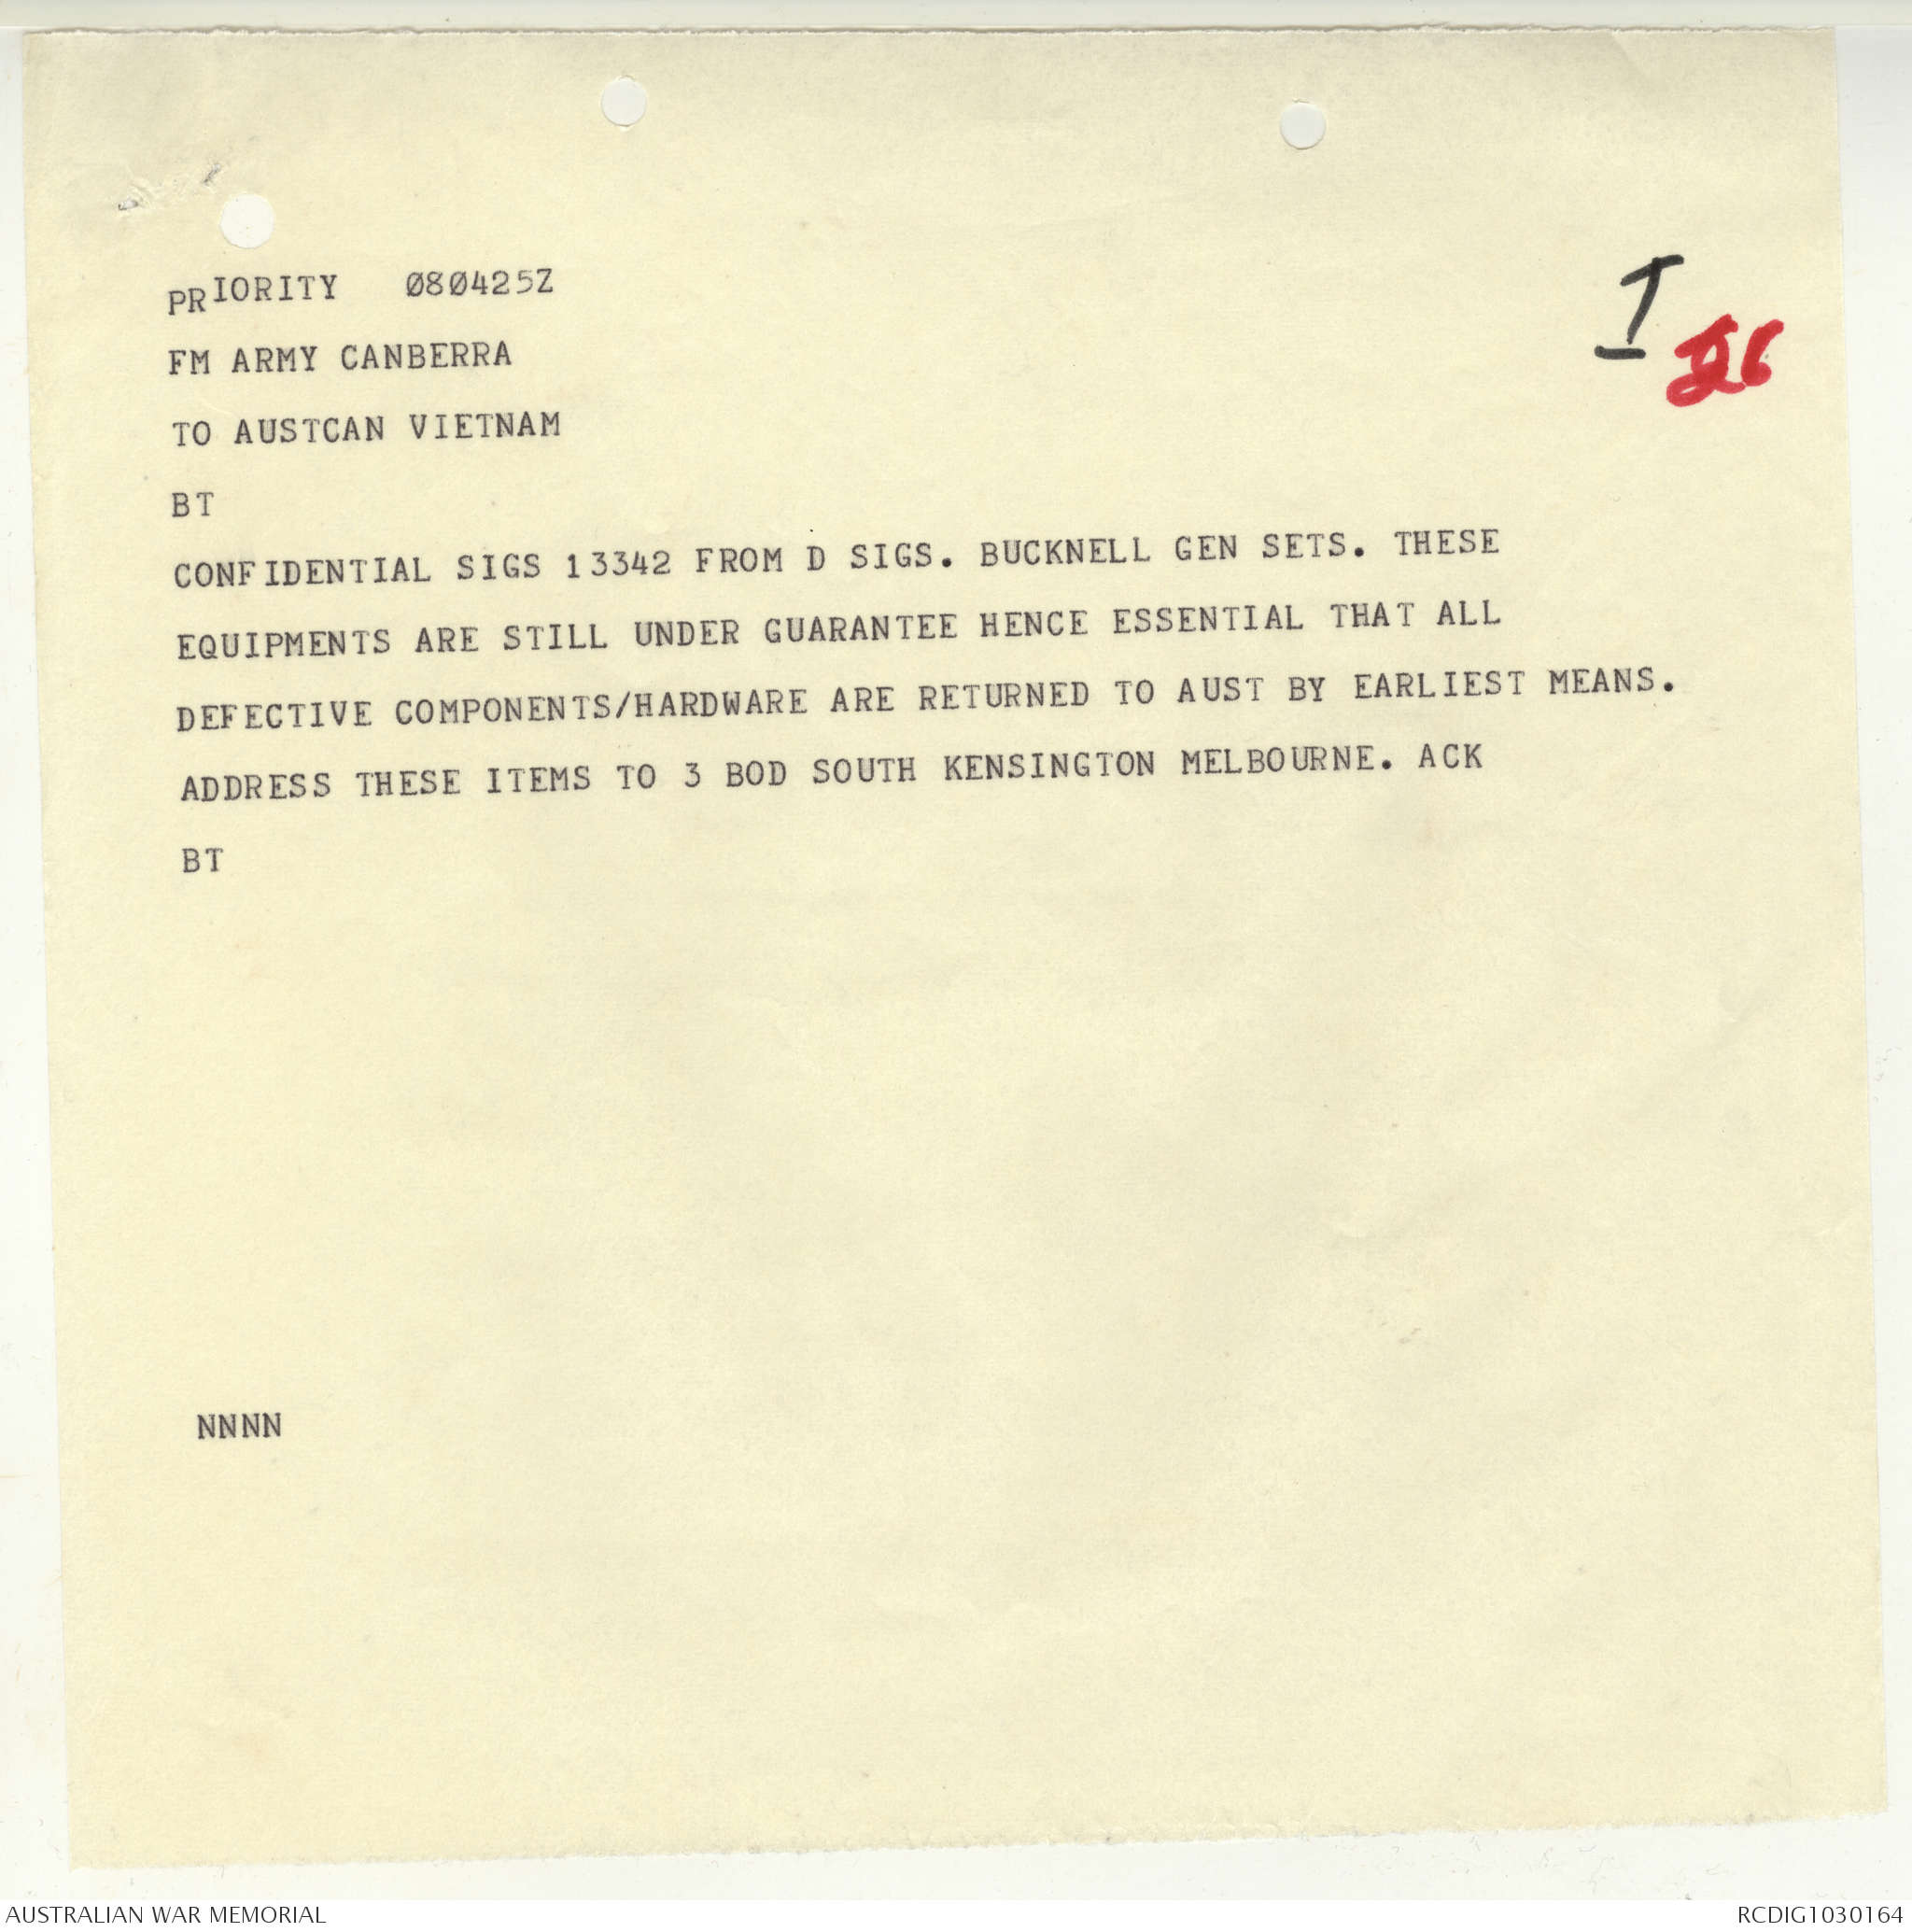 PRIORITY   Ø8Ø425Z
I
FM ARMY CANBERRA
TO AUSTCAN VIETNAM
BT
CONFIDENTIAL SIGS 13342 FROM D SIGS. BUCKNELL GEN SETS. THESE
EQUIPMENTS ARE STILL UNDER GUARANTEE HENCE ESSENTIAL THAT ALL
DEFECTIVE COMPONENTS/HARDWARE ARE RETURNED TO AUST BY EARLIEST MEANS.
ADDRESS THESE ITEMS TO 3 BOD SOUTH KENSINGTON MELBOURNE. ACK
BT
NNNN
AUSTRALIAN WAR MEMORIAL
RCDIG1030164